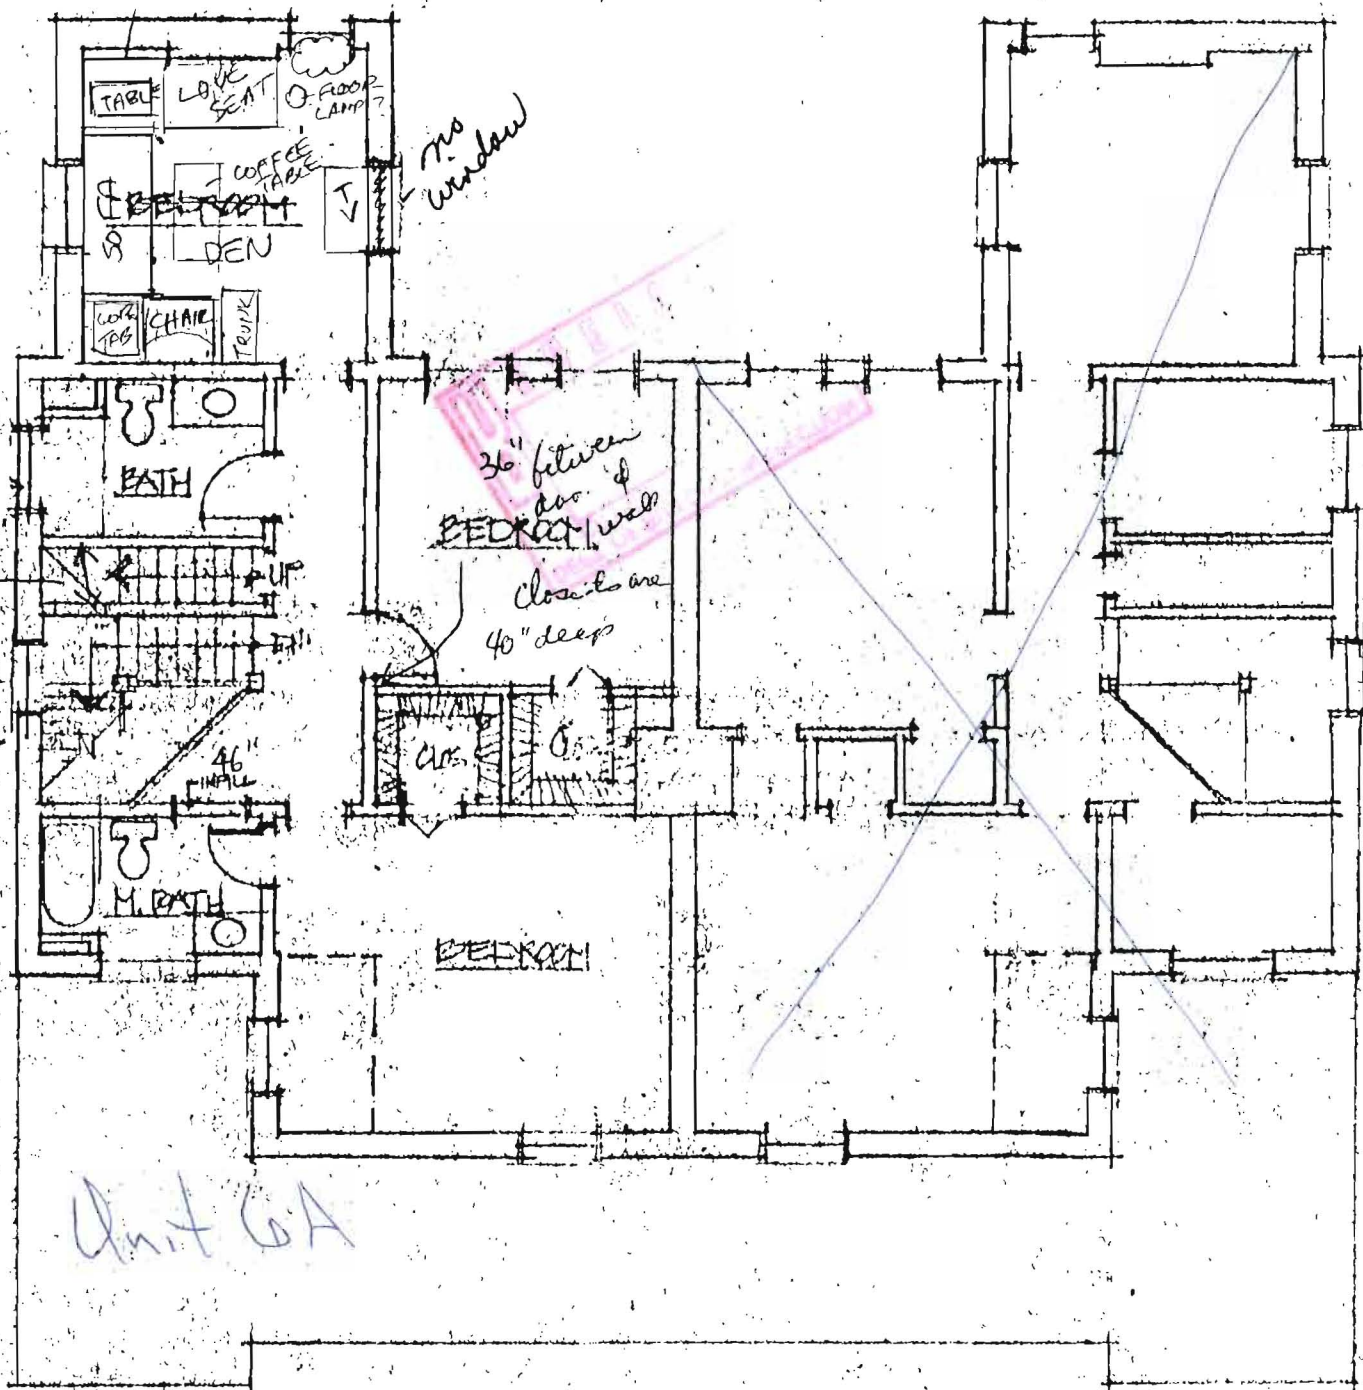 TABLE
LOVE
SEAT
FLOOR
LAMP?
COFFEE
TABLE
no
window
BEDROOM
TV
DEN
CHAIR
TRUNK
BATH
36" between
door &
wall
BEDROOM
Closets are
40" deep
UP
46"
CLOS.
M. BATH
BEDROOM
Unit 6A